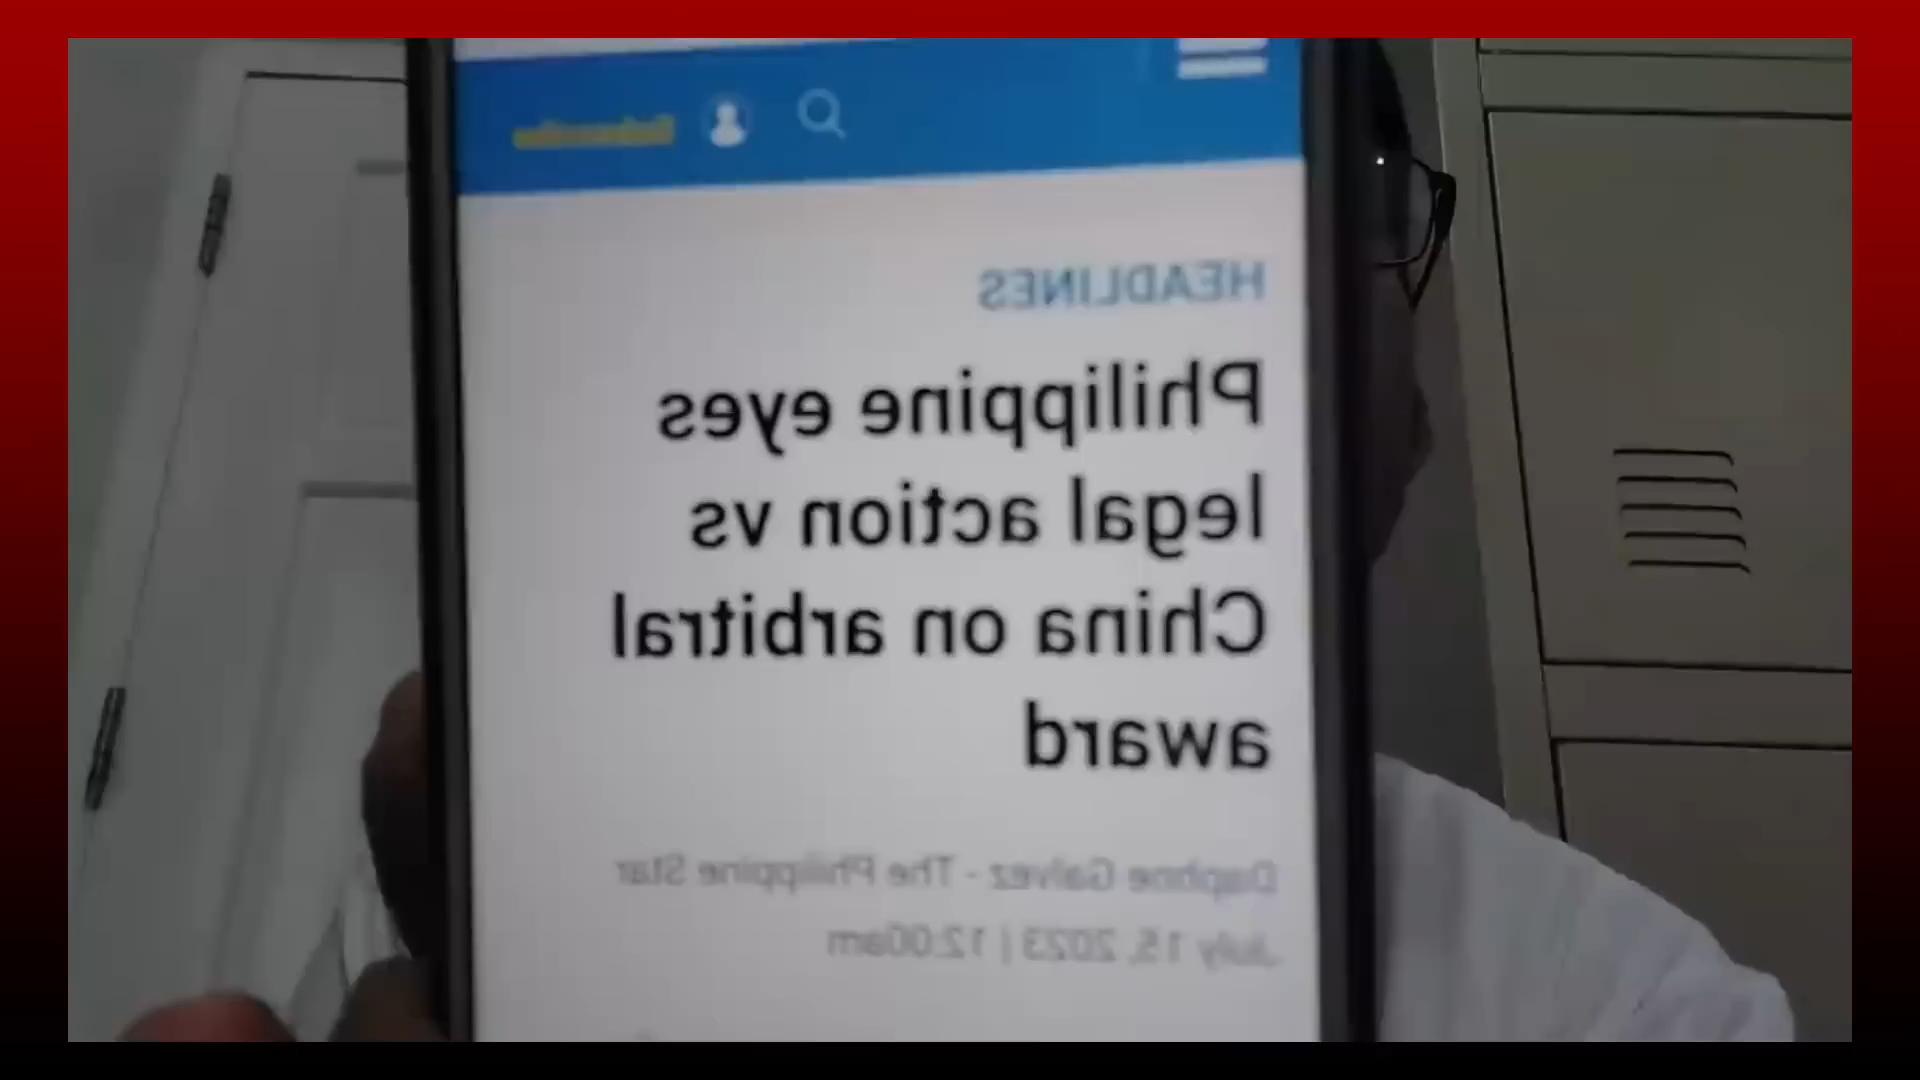 Subscribe
HEADLINES
Philippine eyes
legal action vs
China on arbitral
award
Daphne Galvez - The Philippine Star
July 15, 2023 | 12:00am